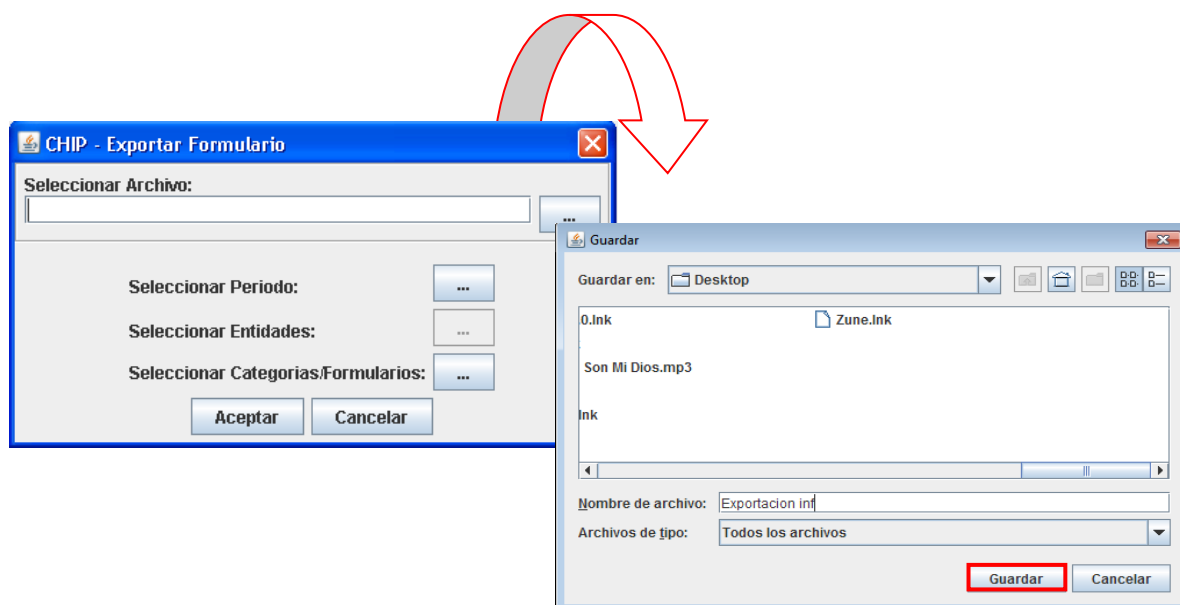 CHIP - Exportar Formulario
Seleccionar Archivo:
...
Seleccionar Periodo:
...
Seleccionar Entidades:
...
Seleccionar Categorias/Formularios:
...
Aceptar
Cancelar
Guardar
Guardar en:
Desktop
0.lnk
Zune.lnk
Son Mi Dios.mp3
lnk
Nombre de archivo:
Exportacion inf
Archivos de tipo:
Todos los archivos
Guardar
Cancelar